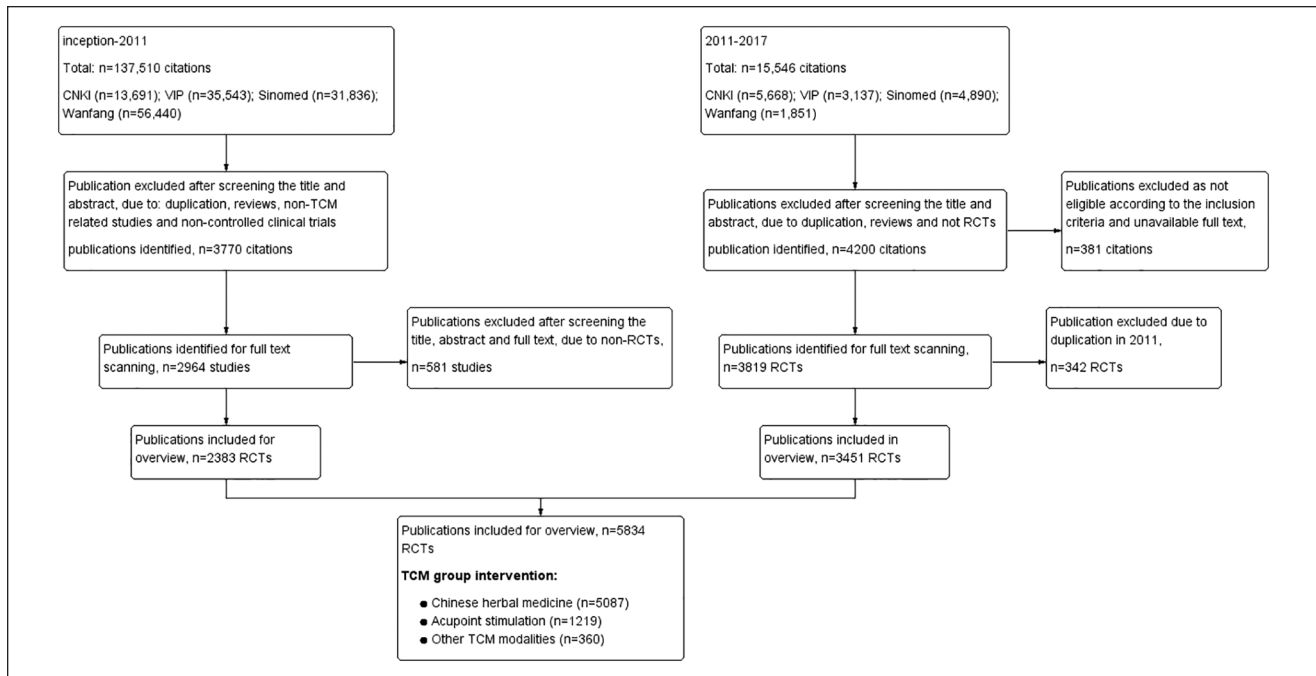 inception-2011
Total: n=137,510 citations
CNKI (n=13,691); VIP (n=35,543); Sinomed (n=31,836);
Wanfang (n=56,440)
Publication excluded after screening the title and
abstract, due to: duplication, reviews, non-TCM
related studies and non-controlled clinical trials
publications identified, n=3770 citations
Publications identified for full text
scanning, n=2964 studies
Publications excluded after screening the
title, abstract and full text, due to non-RCTs,
n=581 studies
Publications included for
overview, n=2383 RCTs
2011-2017
Total: n=15,546 citations
CNKI (n=5,668); VIP (n=3,137); Sinomed (n=4,890);
Wanfang (n=1,851)
Publications excluded after screening the title and
abstract, due to duplication, reviews and not RCTs
publication identified, n=4200 citations
Publications excluded as not
eligible according to the inclusion
criteria and unavailable full text,
n=381 citations
Publications identified for full text scanning,
n=3819 RCTs
Publication excluded due to
duplication in 2011,
n=342 RCTs
Publications included in
overview, n=3451 RCTs
Publications included for overview, n=5834
RCTs
TCM group intervention:
● Chinese herbal medicine (n=5087)
● Acupoint stimulation (n=1219)
● Other TCM modalities (n=360)